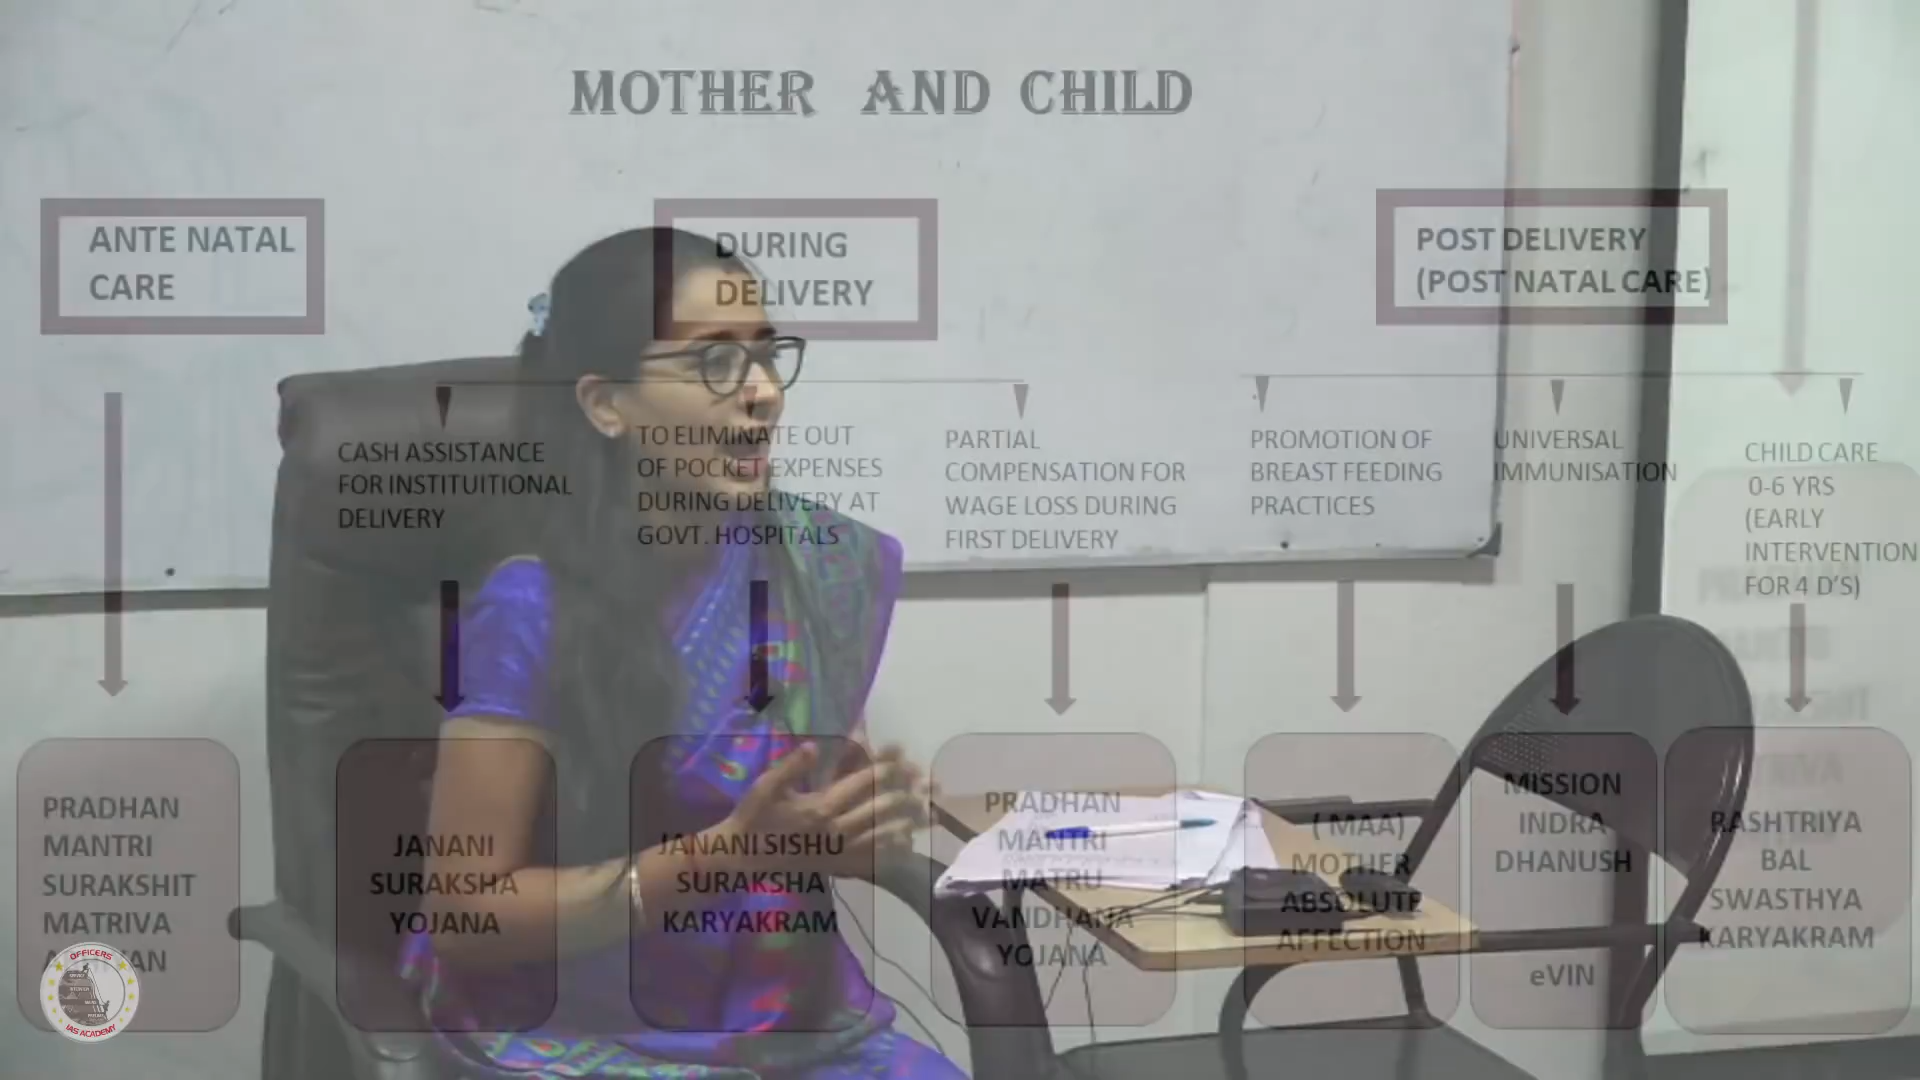 MOTHER AND CHILD
ANTE NATAL
CARE
DURING
DELIVERY
POST DELIVERY
(POST NATAL CARE)
CASH ASSISTANCE
FOR INSTITUITIONAL
DELIVERY
TO ELIMINATE OUT
OF POCKET EXPENSES
DURING DELIVERY AT
GOVT. HOSPITALS
PARTIAL
COMPENSATION FOR
WAGE LOSS DURING
FIRST DELIVERY
PROMOTION OF
BREAST FEEDING
PRACTICES
UNIVERSAL
IMMUNISATION
CHILD CARE
0-6 YRS
(EARLY
INTERVENTION
FOR 4 D'S)
PRADHAN
MANTRI
SURAKSHIT
MATRIVA
JANANI
SURAKSHA
YOJANA
JANANI SISHU
SURAKSHA
KARYAKRAM
PRADHAN
MANTRI
MATRU
VANDHANA
YOJANA
( MAA)
MOTHER
ABSOLUTE
AFFECTION
MISSION
INDRA
DHANUSH
eVIN
RASHTRIYA
BAL
SWASTHYA
KARYAKRAM
OFFICERS
IAS ACADEMY